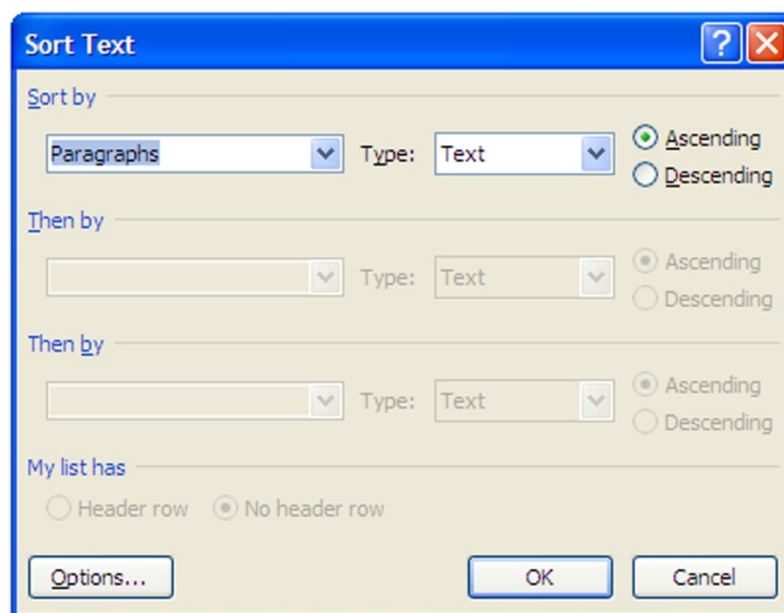 Sort Text
Sort by
Paragraphs Type: Text Ascending
Descending
Then by
Type: Text Ascending
Descending
Then by
Type: Text Ascending
Descending
My list has
Header row No header row
Options... OK Cancel